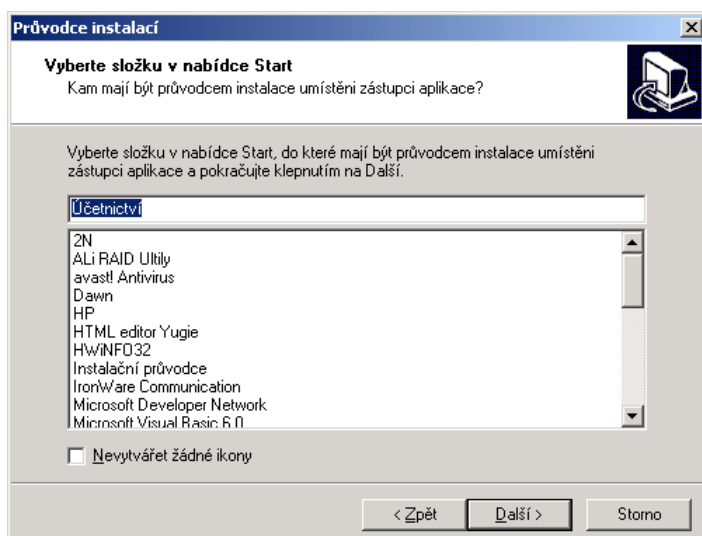 Průvodce instalací
Vyberte složku v nabídce Start
Kam mají být průvodcem instalace umístěni zástupci aplikace?
Vyberte složku v nabídce Start, do které mají být průvodcem instalace umístěni
zástupci aplikace a pokračujte klepnutím na Další.
Účetnictví
2N
ALi RAID Ultily
avast! Antivirus
Dawn
HP
HTML editor Yugie
HWiNFO32
Instalační průvodce
IronWare Communication
Microsoft Developer Network
Microsoft Visual Basic 6.0
Nevytvářet žádné ikony
< Zpět
Další >
Storno